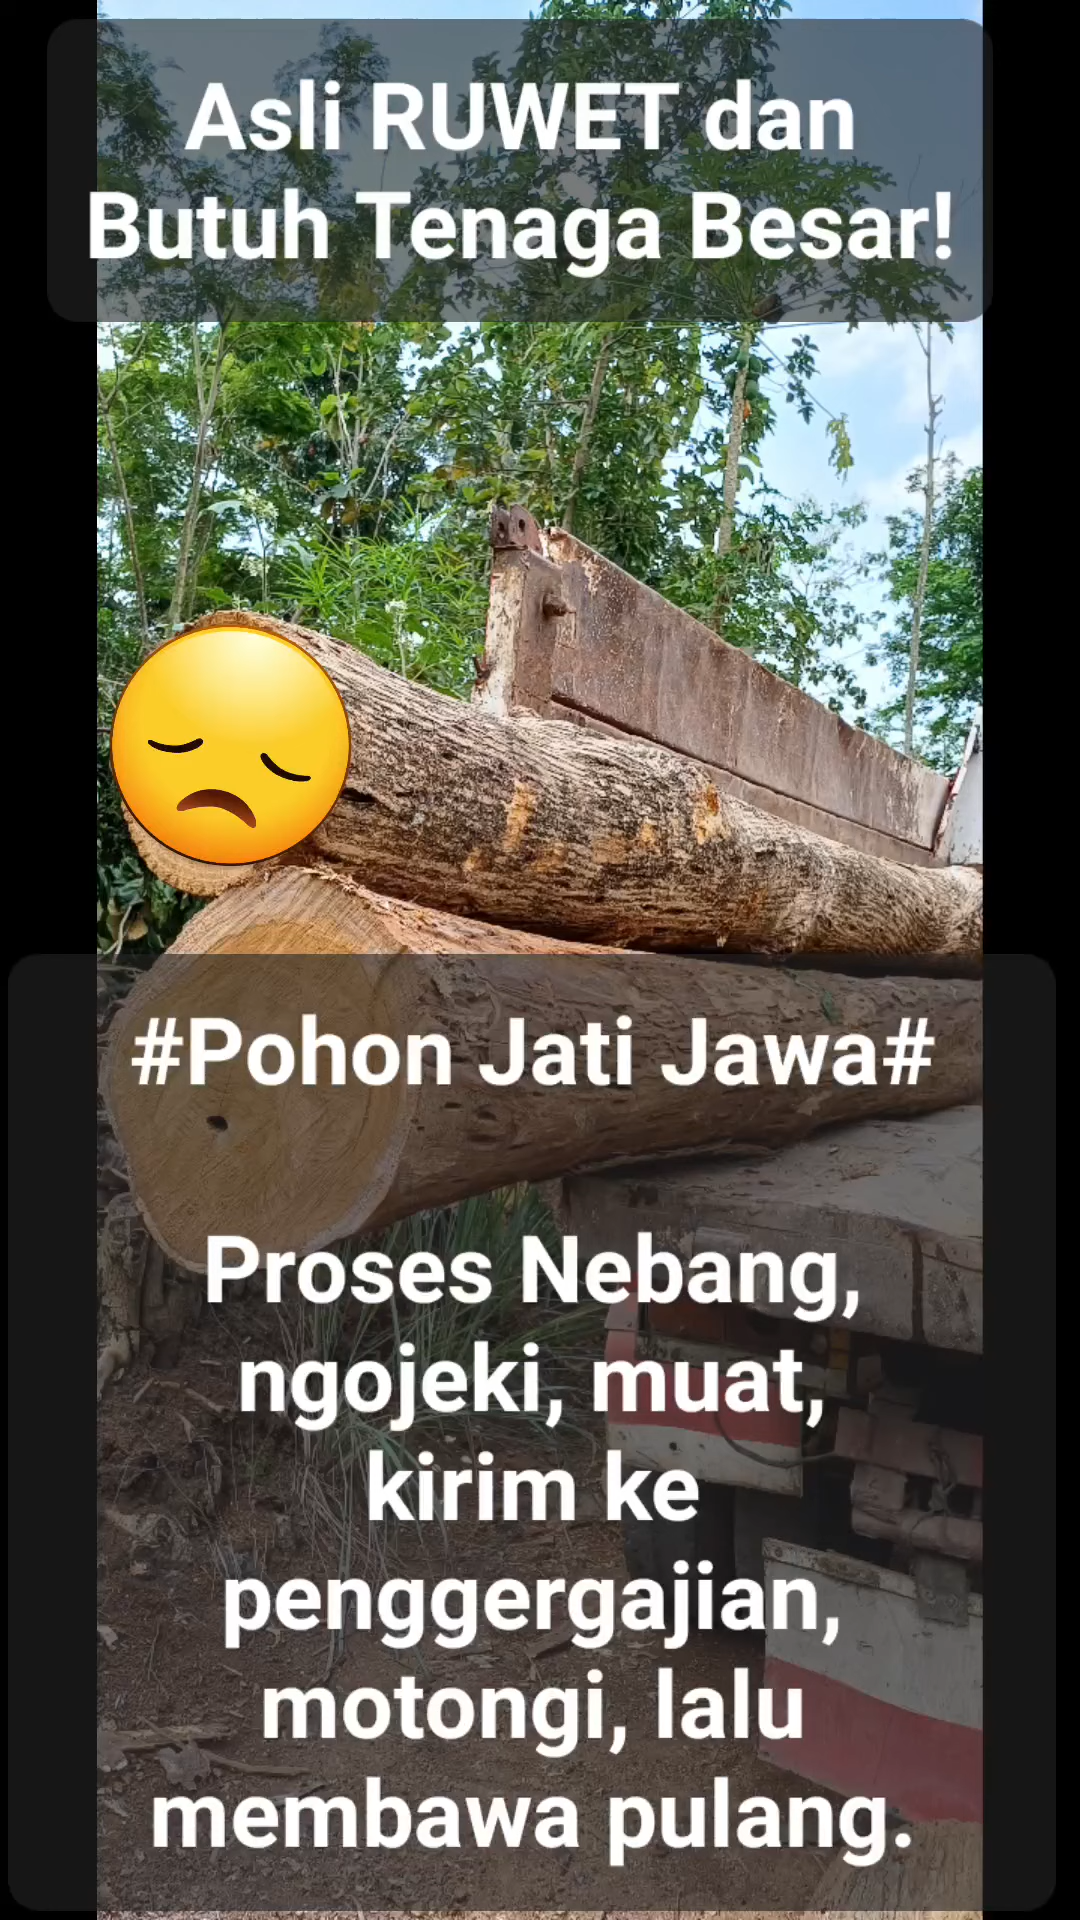 Asli RUWET dan
Butuh Tenaga Besar!
#Pohon Jati Jawa#
Proses Nebang,
ngojeki, muat,
kirim ke
penggergajian,
motongi, lalu
membawa pulang.